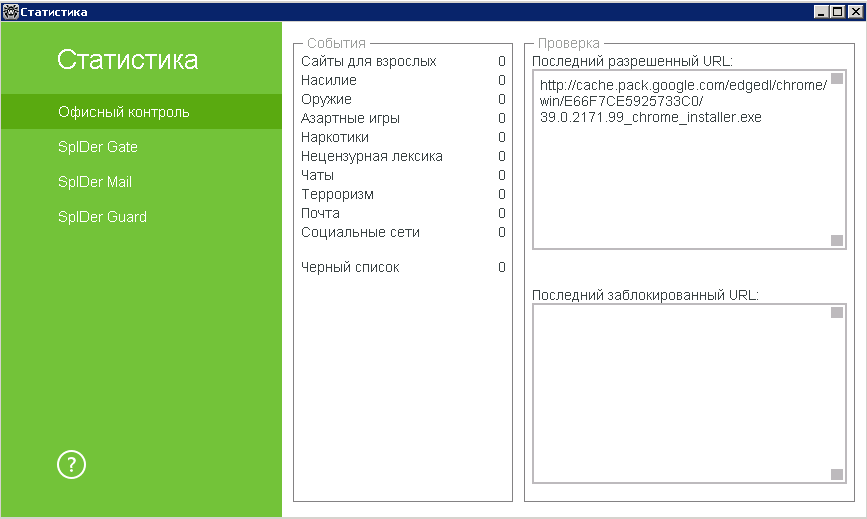 Статистика
Статистика
Офисный контроль
SpIDer Gate
SpIDer Mail
SpIDer Guard
?
События
Сайты для взрослых 0
Насилие 0
Оружие 0
Азартные игры 0
Наркотики 0
Нецензурная лексика 0
Чаты 0
Терроризм 0
Почта 0
Социальные сети 0
Черный список 0
Проверка
Последний разрешенный URL:
http://cache.pack.google.com/edgedl/chrome/
win/E66F7CE5925733C0/
39.0.2171.99_chrome_installer.exe
Последний заблокированный URL: